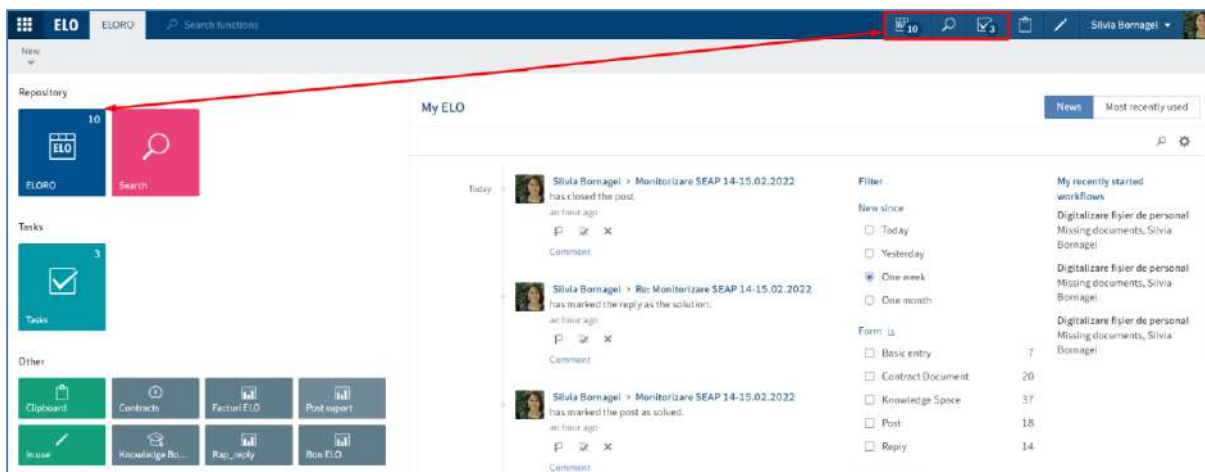 ELO
ELORO
Search functions
10
3
Silvia Bornagel
New
Repository
10
ELO
ELORO
Search
Tasks
3
Tasks
Other
Clipboard
Contracts
Facturi ELO
Post suport
In use
Knowledge Bo...
Rap_reply
Bon ELO
My ELO
News
Most recently used
Today
Silvia Bornagel > Monitorizare SEAP 14-15.02.2022
has closed the post.
an hour ago
Comment
Silvia Bornagel > Re: Monitorizare SEAP 14-15.02.2022
has marked the reply as the solution.
an hour ago
Comment
Silvia Bornagel > Monitorizare SEAP 14-15.02.2022
has marked the post as solved.
an hour ago
Comment
Filter
New since
Today
Yesterday
One week
One month
Form
Basic entry 7
Contract Document 20
Knowledge Space 37
Post 18
Reply 14
My recently started
workflows
Digitalizare fișier de personal
Missing documents, Silvia
Bornagel
Digitalizare fișier de personal
Missing documents, Silvia
Bornagel
Digitalizare fișier de personal
Missing documents, Silvia
Bornagel